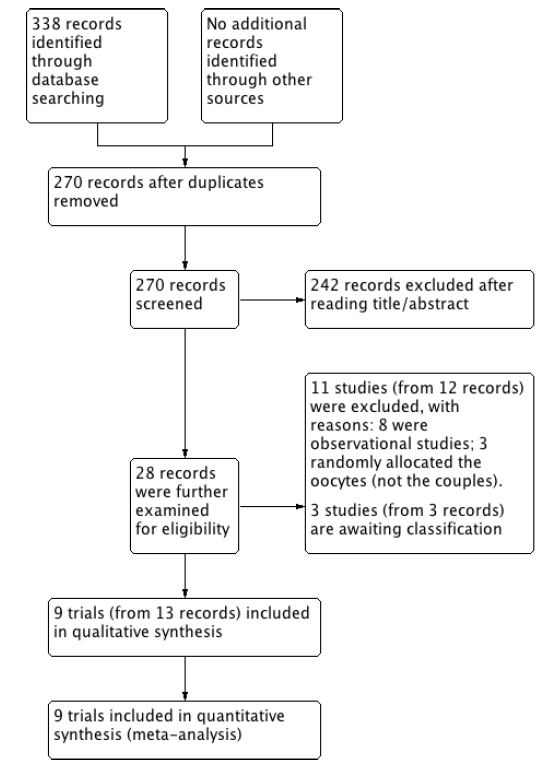 338 records
identified
through
database
searching
No additional
records
identified
through other
sources
270 records after duplicates
removed
270 records
screened
242 records excluded after
reading title/abstract
11 studies (from 12 records)
were excluded, with
reasons: 8 were
observational studies; 3
randomly allocated the
oocytes (not the couples).
3 studies (from 3 records)
are awaiting classification
28 records
were further
examined
for eligibility
9 trials (from 13 records) included
in qualitative synthesis
9 trials included in quantitative
synthesis (meta-analysis)